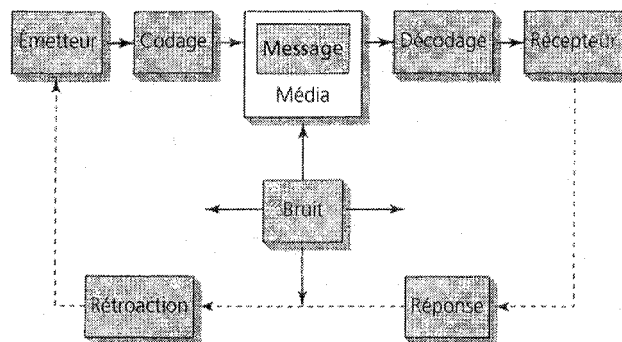 Émetteur
Codage
Message
Média
Décodage
Récepteur
Bruit
Rétroaction
Réponse